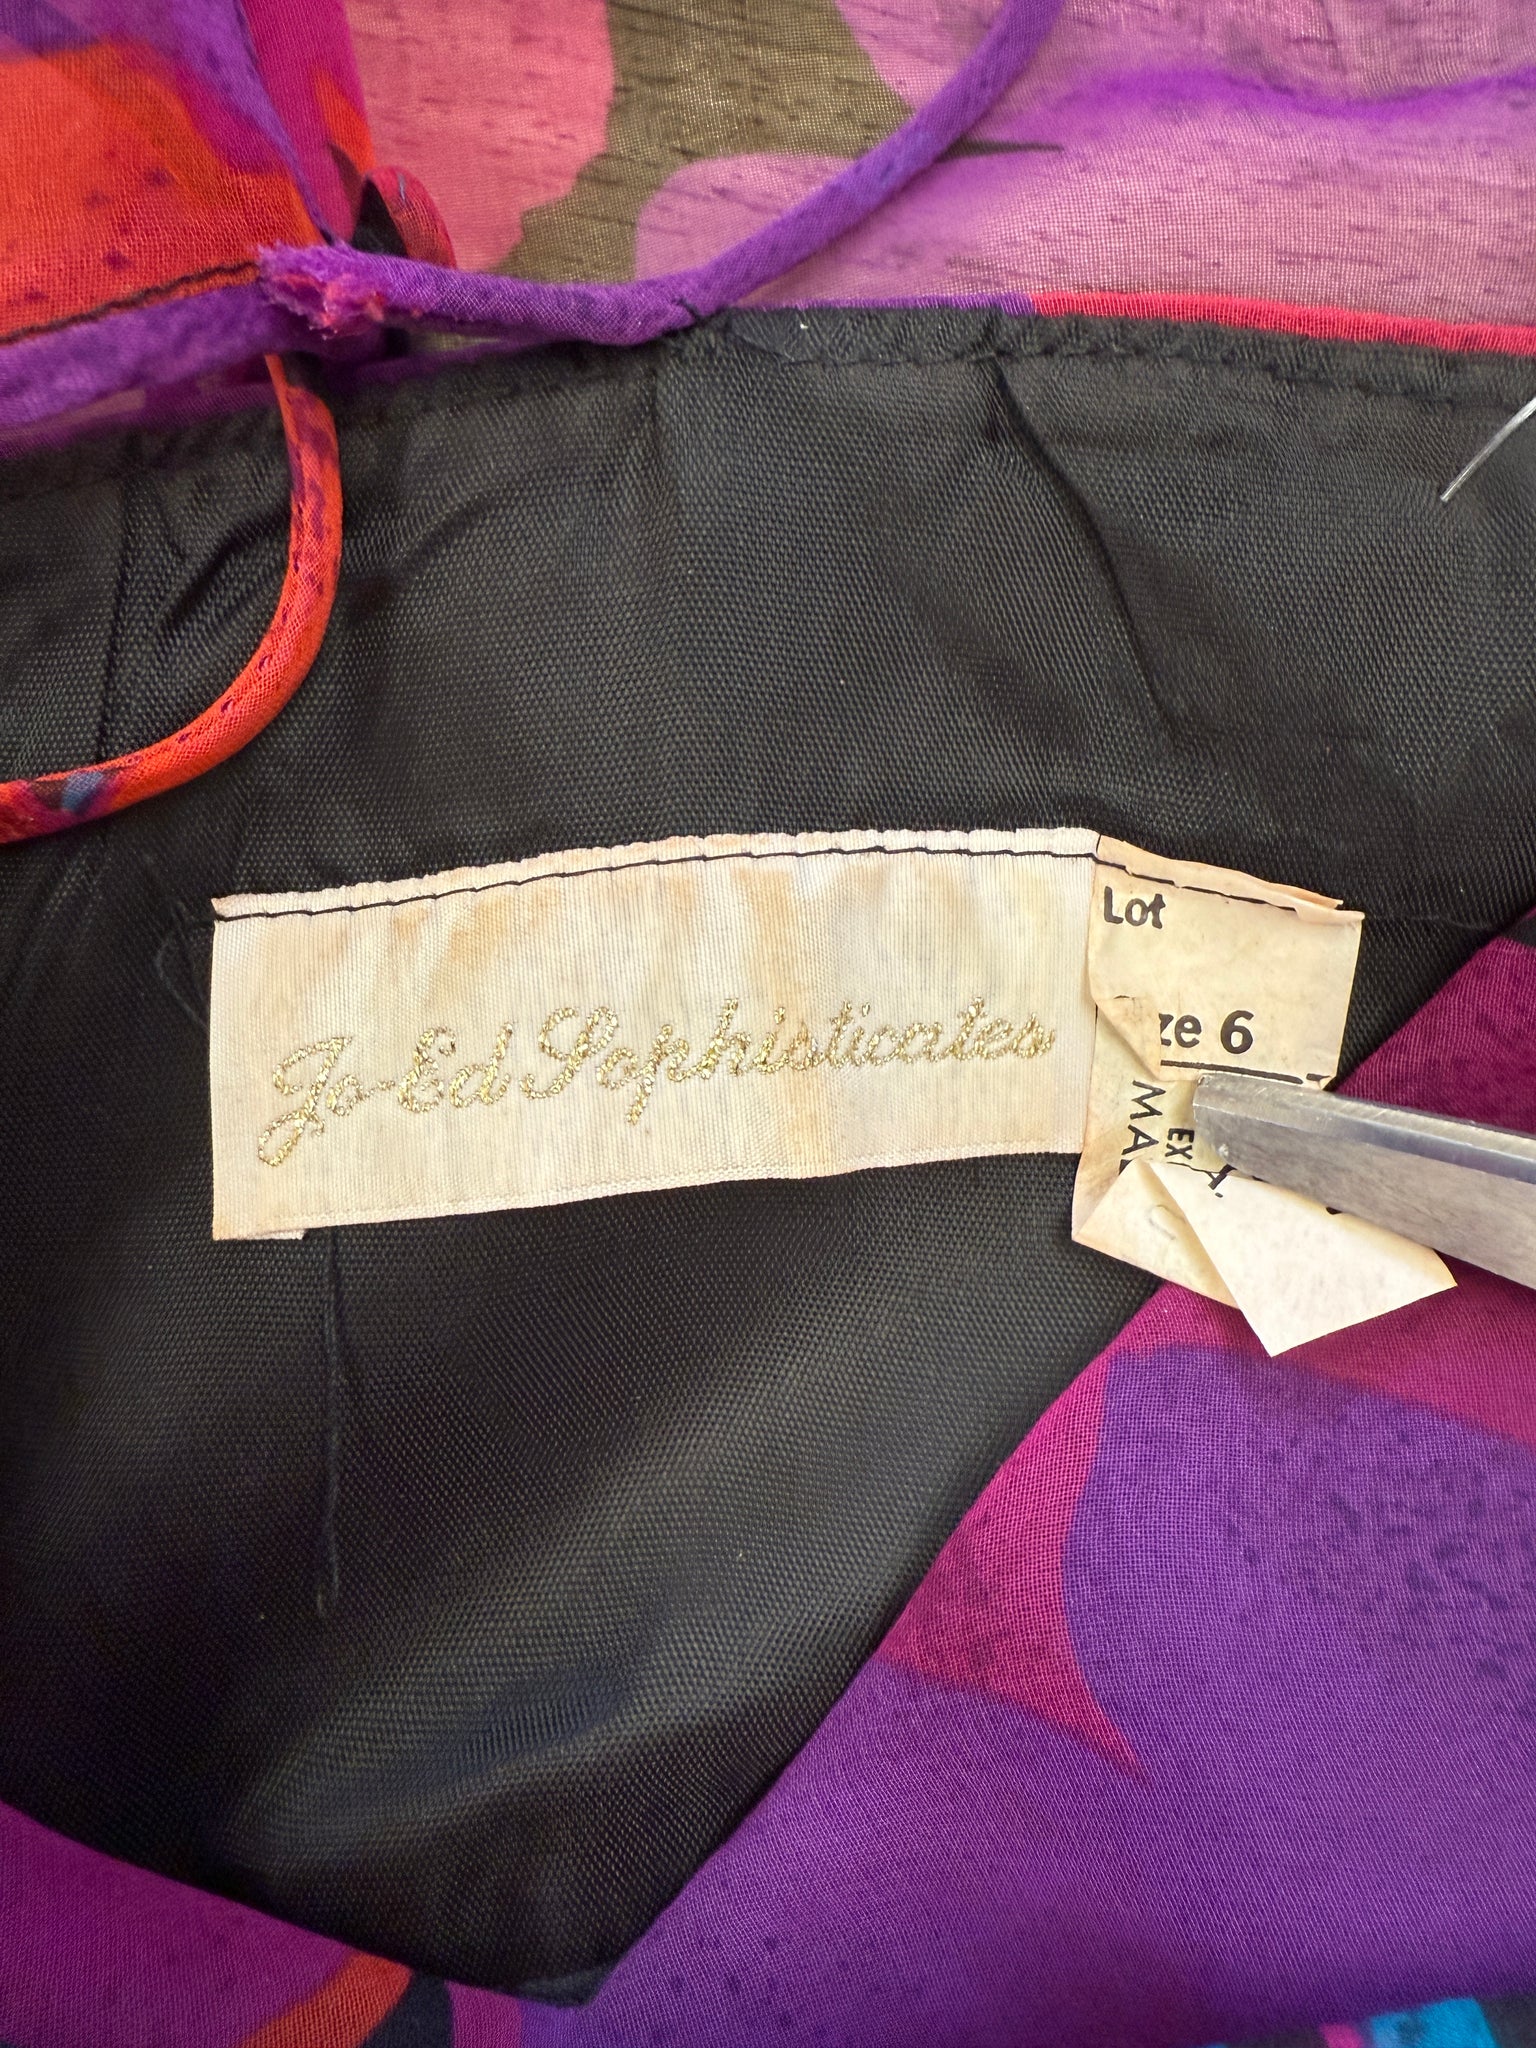 Jo-Ed Sophisticates
Lot
ze 6
MA
EX
A.